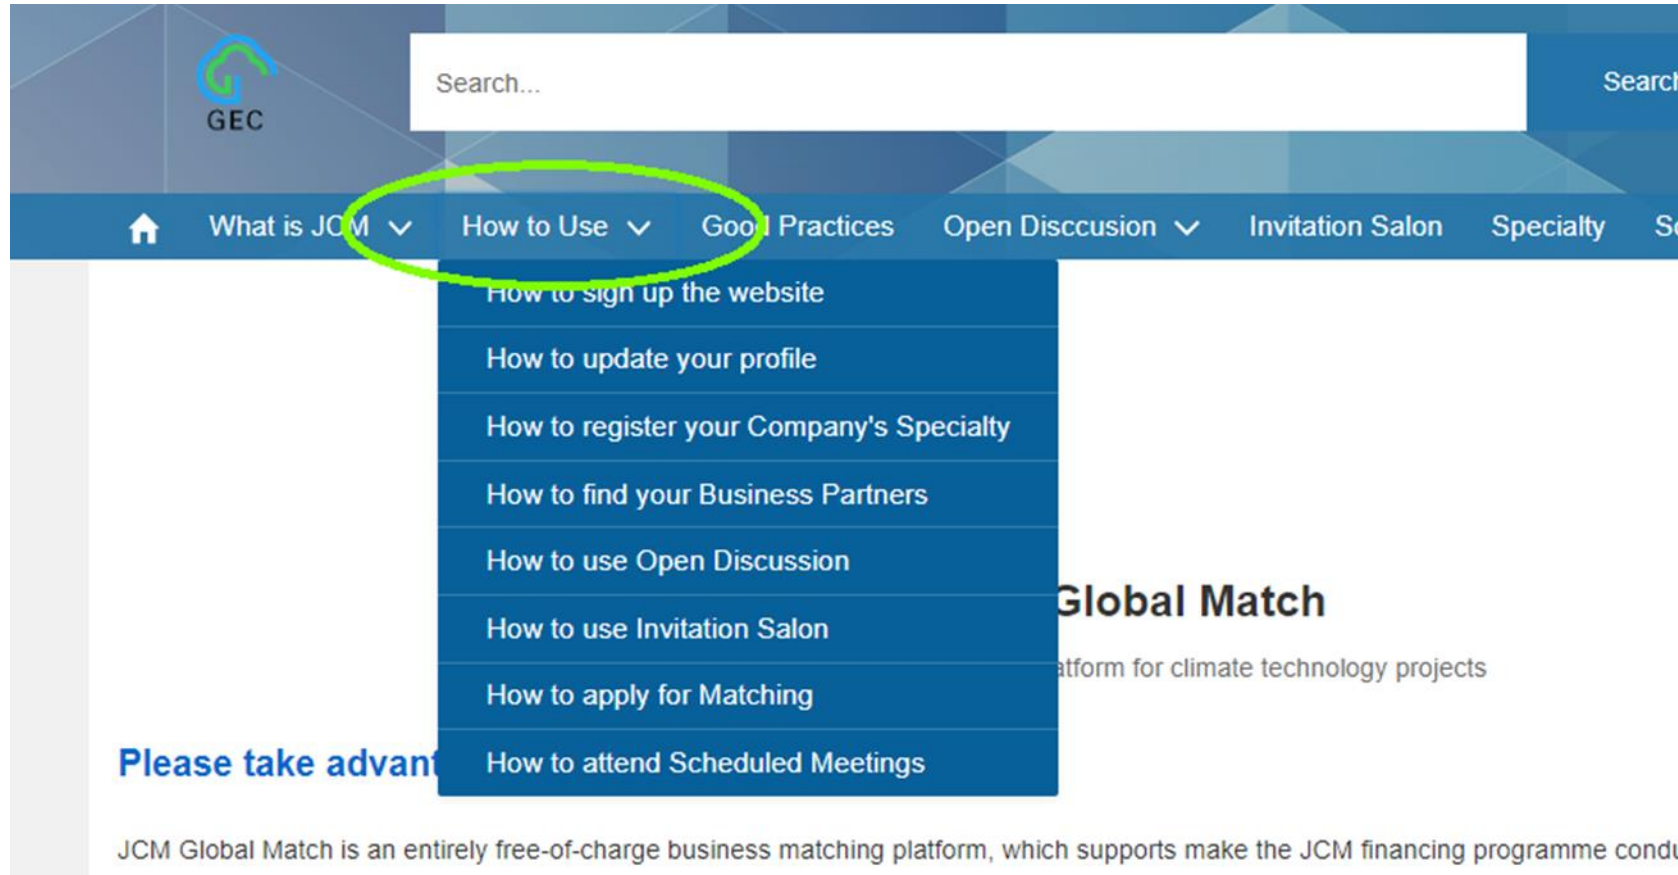 GEC
Search...
Search
What is JCM
How to Use
Good Practices
Open Disccusion
Invitation Salon
Specialty
How to sign up the website
How to update your profile
How to register your Company's Specialty
How to find your Business Partners
How to use Open Discussion
How to use Invitation Salon
How to apply for Matching
How to attend Scheduled Meetings
Global Match
for climate technology projects
Please take
JCM Global Match is an entirely free-of-charge business matching platform, which supports make the JCM financing programme